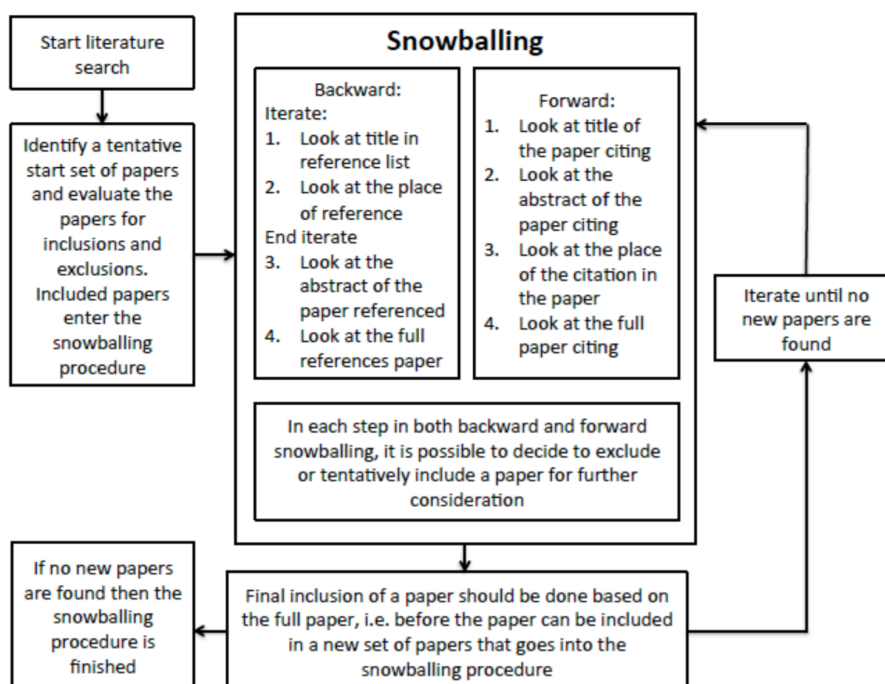 Start literature
search
Identify a tentative
start set of papers
and evaluate the
papers for
inclusions and
exclusions.
Included papers
enter the
snowballing
procedure
Snowballing
Backward:
Iterate:
1. Look at title in
reference list
2. Look at the place
of reference
End iterate
3. Look at the
abstract of the
paper referenced
4. Look at the full
references paper
Forward:
1. Look at title of
the paper citing
2. Look at the
abstract of the
paper citing
3. Look at the place
of the citation in
the paper
4. Look at the full
paper citing
In each step in both backward and forward
snowballing, it is possible to decide to exclude
or tentatively include a paper for further
consideration
Iterate until no
new papers are
found
Final inclusion of a paper should be done based on
the full paper, i.e. before the paper can be included
in a new set of papers that goes into the
snowballing procedure
If no new papers
are found then the
snowballing
procedure is
finished